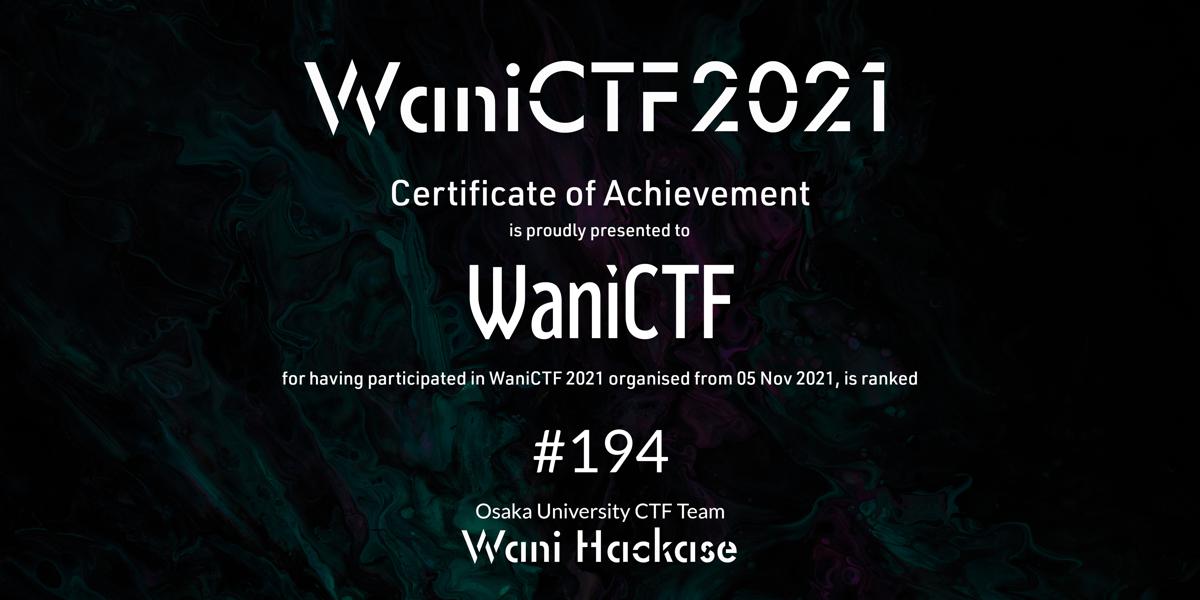 WaniCTF2021
Certificate of Achievement
is proudly presented to
WaniCTF
for having participated in WaniCTF 2021 organised from 05 Nov 2021, is ranked
#194
Osaka University CTF Team
Wani Hackase